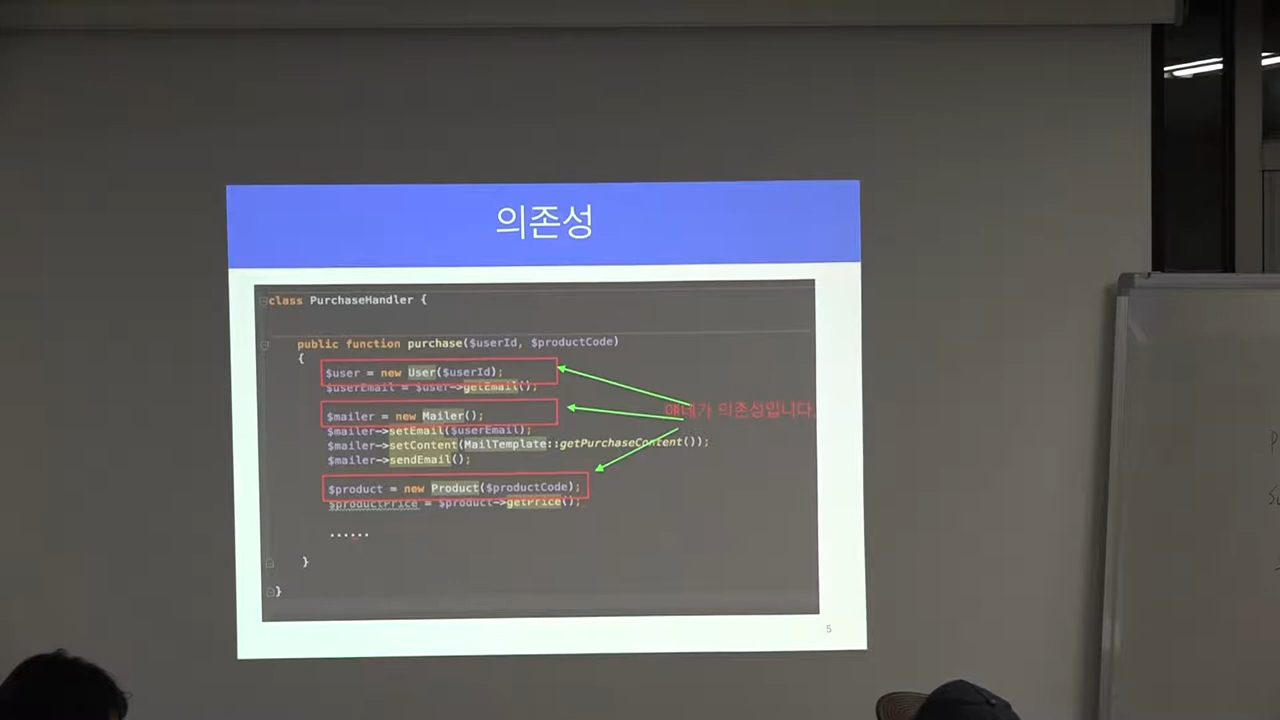 의존성
class PurchaseHandler {
public function purchase($userId, $productCode)
{
$user = new User($userId);
$userEmail = $user->getEmail();
$mailer = new Mailer();
얘네가 의존성입니다.
$mailer->setEmail($userEmail);
$mailer->setContent(MailTemplate::getPurchaseContent());
$mailer->sendEmail();
$product = new Product($productCode);
$productPrice = $product->getPrice();
......
}
}
5